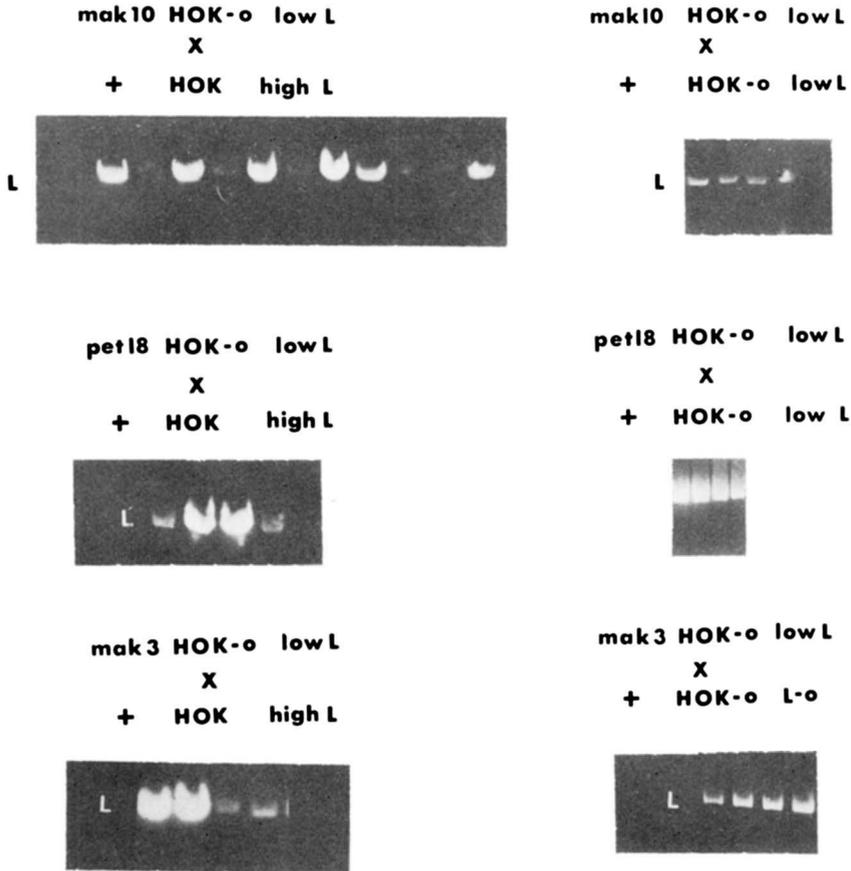 mak10 HOK-o low L
X
+ HOK high L
L
mak10 HOK-o low L
X
+ HOK-o low L
L
pet18 HOK-o low L
X
+ HOK high L
L
pet18 HOK-o low L
X
+ HOK-o low L
mak3 HOK-o low L
X
+ HOK high L
L
mak3 HOK-o low L
X
+ HOK-o L-o
L